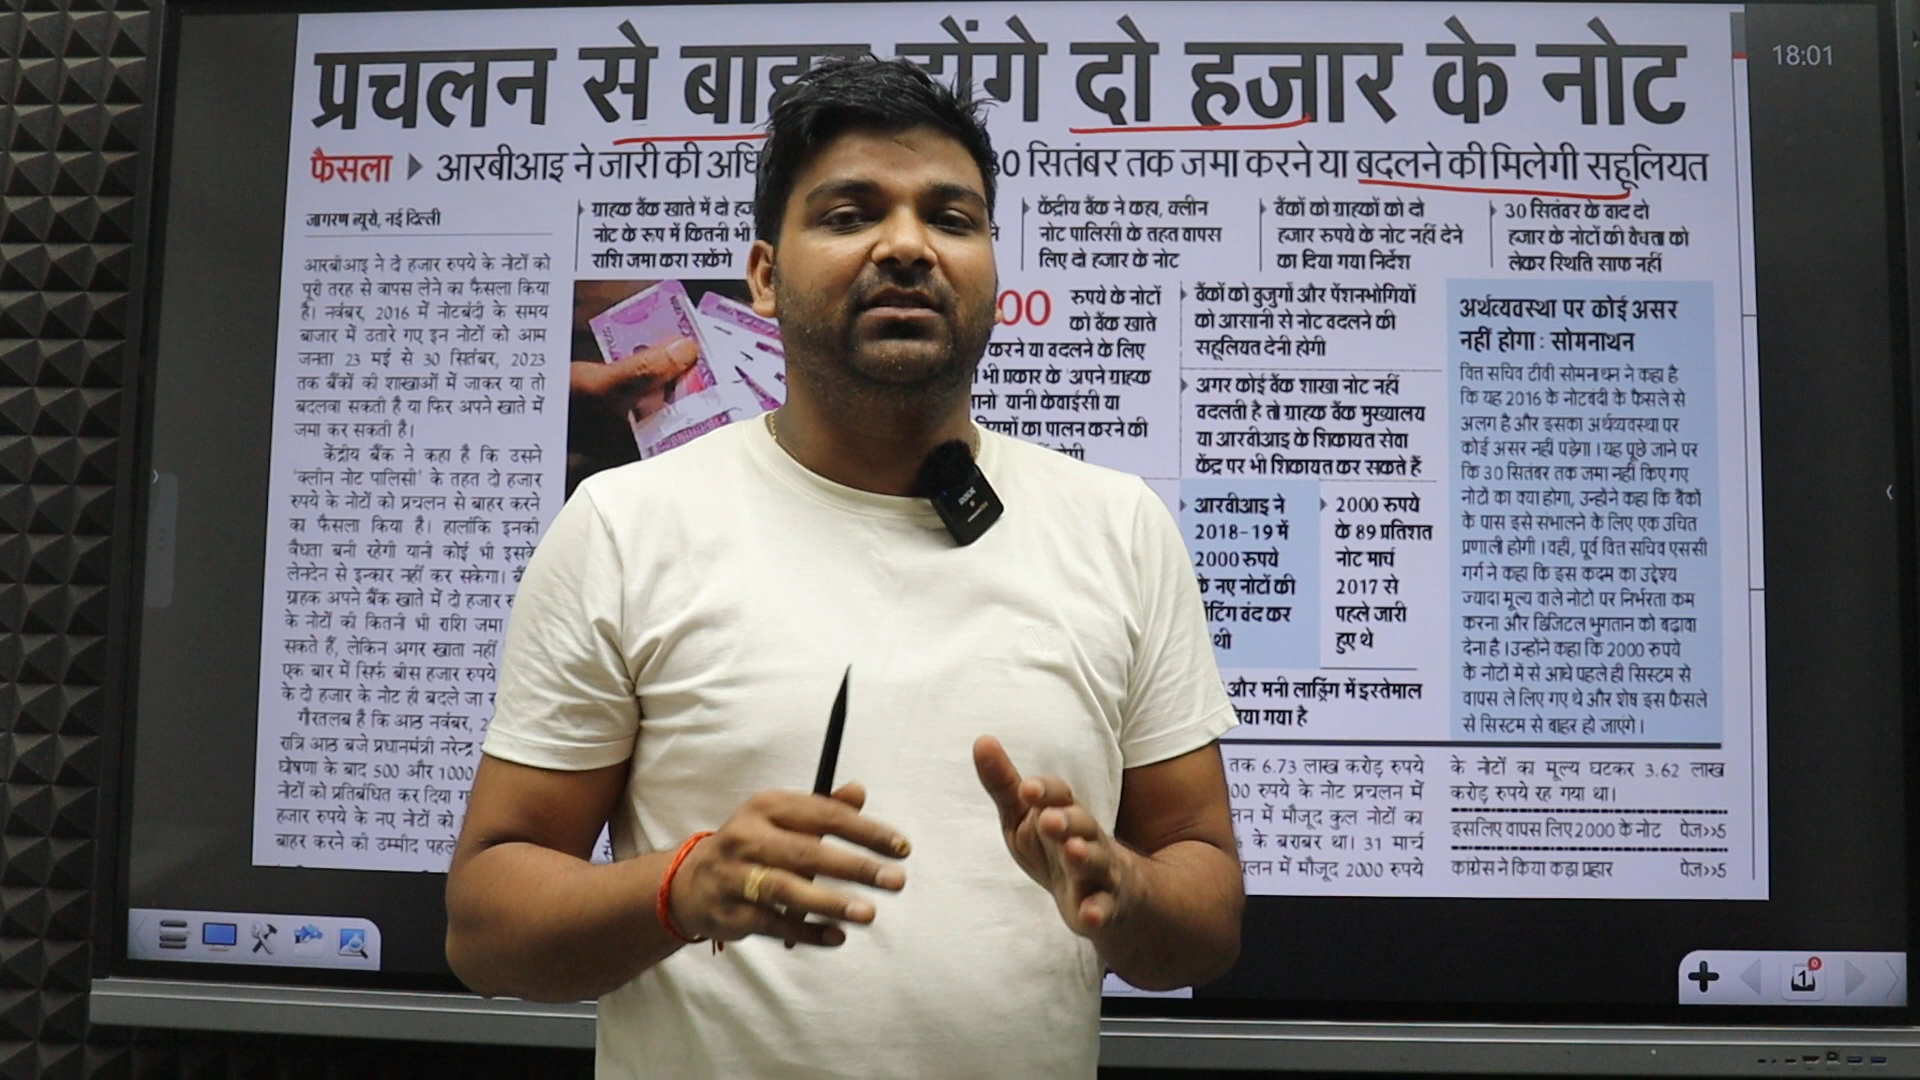 प्रचलन से बाहर होंगे दो हजार के नोट
18:01
फैसला आरबीआइ ने जारी की अधि 30 सितंबर तक जमा करने या बदलने की मिलेगी सहूलियत
जागरण ब्यूरो, नई दिल्ली
आरबीआइ ने दो हजार रुपये के नोटों को
पूरी तरह से वापस लेने का फैसला किया
है। नवंबर, 2016 में नोटबंदी के समय
बाजार में उतारे गए इन नोटों को आम
जनता 23 मई से 30 सितंबर, 2023
तक बैंकों की शाखाओं में जाकर या तो
बदलवा सकती है या फिर अपने खाते में
जमा कर सकती है।
केंद्रीय बैंक ने कहा है कि उसने
'क्लीन नोट पालिसी' के तहत दो हजार
रुपये के नोटों को प्रचलन से बाहर करने
का फैसला किया है। हालांकि इनकी
वैधता बनी रहेगी यानी कोई भी इसके
लेनदेन से इन्कार नहीं कर सकेगा। बैं
ग्रहक अपने बैंक खाते में दो हजार रु
के नोटों की कितनी भी राशि जमा
सकते हैं, लेकिन अगर खाता नहीं
एक बार में सिर्फ बीस हजार रुपये
के दो हजार के नोट ही बदले जा स
गौरतलब है कि आठ नवंबर, 2
रात्रि आठ बजे प्रधानमंत्री नरेन्द्र
घोषणा के बाद 500 और 1000
नोटों को प्रतिबंधित कर दिया ग
हजार रुपये के नए नोटों को
बाहर करने की उम्मीद पहले
ग्राहक बैंक खाते में दो हज
नोट के रूप में कितनी भी
राशि जमा करा सकेंगे
केंद्रीय बैंक ने कहा, क्लीन
नोट पालिसी के तहत वापस
लिए दो हजार के नोट
बैंकों को ग्राहकों को दो
हजार रुपये के नोट नहीं देने
का दिया गया निर्देश
30 सितंबर के बाद दो
हजार के नोटों की वैधता को
लेकर स्थिति साफ नहीं
00 रुपये के नोटों
को बैंक खाते
करने या बदलने के लिए
भी प्रकार के 'अपने ग्राहक
जानो' यानी केवाईसी या
नियमों का पालन करने की
बैंकों को बुजुर्गों और पेंशनभोगियों
को आसानी से नोट बदलने की
सहूलियत देनी होगी
अगर कोई बैंक शाखा नोट नहीं
बदलती है तो ग्राहक बैंक मुख्यालय
या आरबीआइ के शिकायत सेवा
केंद्र पर भी शिकायत कर सकते हैं
आरबीआइ ने
2018-19 में
2000 रुपये
के नए नोटों की
प्रिंटिंग बंद कर
थी
2000 रुपये
के 89 प्रतिशत
नोट मार्च
2017 से
पहले जारी
हुए थे
और मनी लाड्रिंग में इस्तेमाल
किया गया है
अर्थव्यवस्था पर कोई असर
नहीं होगा : सोमनाथन
वित्त सचिव टीवी सोमनाथन ने कहा है
कि यह 2016 के नोटबंदी के फैसले से
अलग है और इसका अर्थव्यवस्था पर
कोई असर नहीं पड़ेगा। यह पूछे जाने पर
कि 30 सितंबर तक जमा नहीं किए गए
नोटों का क्या होगा, उन्होंने कहा कि बैंकों
के पास इसे संभालने के लिए एक उचित
प्रणाली होगी। वहीं, पूर्व वित्त सचिव एससी
गर्ग ने कहा कि इस कदम का उद्देश्य
ज्यादा मूल्य वाले नोटों पर निर्भरता कम
करना और डिजिटल भुगतान को बढ़ावा
देना है। उन्होंने कहा कि 2000 रुपये
के नोटों में से आधे पहले ही सिस्टम से
वापस ले लिए गए थे और शेष इस फैसले
से सिस्टम से बाहर हो जाएंगे।
तक 6.73 लाख करोड़ रुपये
00 रुपये के नोट प्रचलन में
लन में मौजूद कुल नोटों का
% के बराबर था। 31 मार्च
चलन में मौजूद 2000 रुपये
के नोटों का मूल्य घटकर 3.62 लाख
करोड़ रुपये रह गया था।
इसलिए वापस लिए 2000 के नोट पेज>>5
कांग्रेस ने किया कड़ा प्रहार पेज>>5
1
0